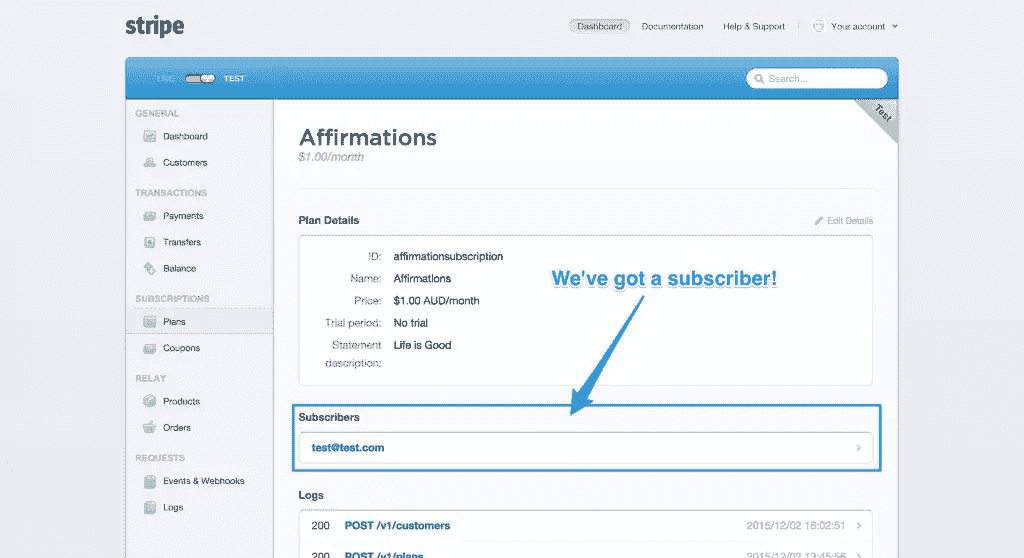 stripe
Dashboard Documentation Help & Support Your account
LIVE TEST Search...
Test
GENERAL
Dashboard
Customers
TRANSACTIONS
Payments
Transfers
Balance
SUBSCRIPTIONS
Plans
Coupons
RELAY
Products
Orders
REQUESTS
Events & Webhooks
Logs
Affirmations
$1.00/month
Plan Details Edit Details
ID: affirmationsubscription
Name: Affirmations
Price: $1.00 AUD/month
Trial period: No trial
Statement Life is Good
description:
We've got a subscriber!
Subscribers
test@test.com
Logs
200 POST /v1/customers 2015/12/02 16:02:51
200 POST /v1/plans 2015/12/02 13:45:56